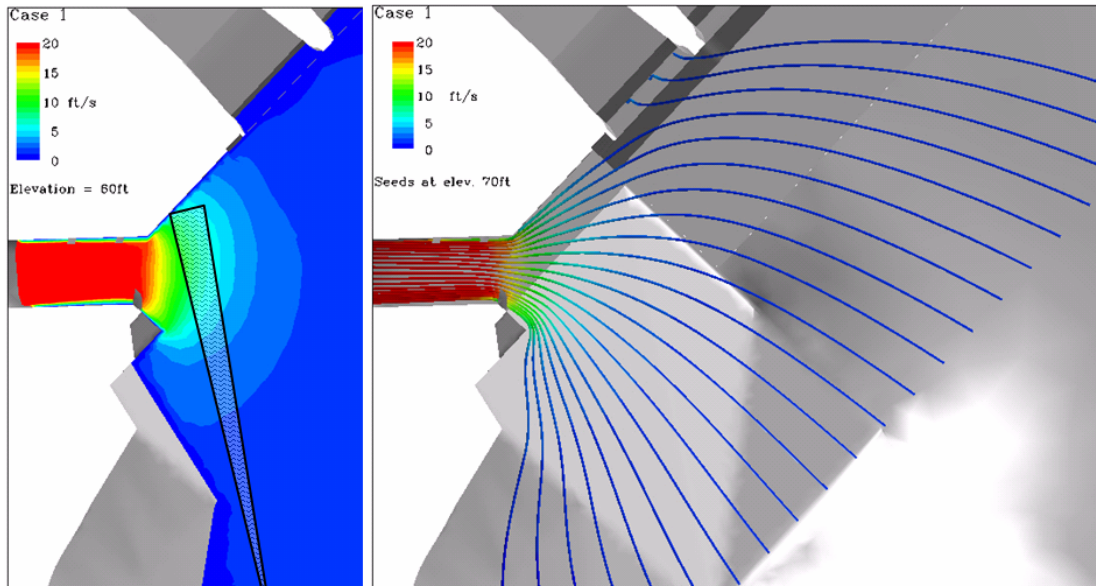 Case 1
20
15
10 ft/s
5
0
Elevation = 60ft
Case 1
20
15
10 ft/s
5
0
Seeds at elev. 70ft